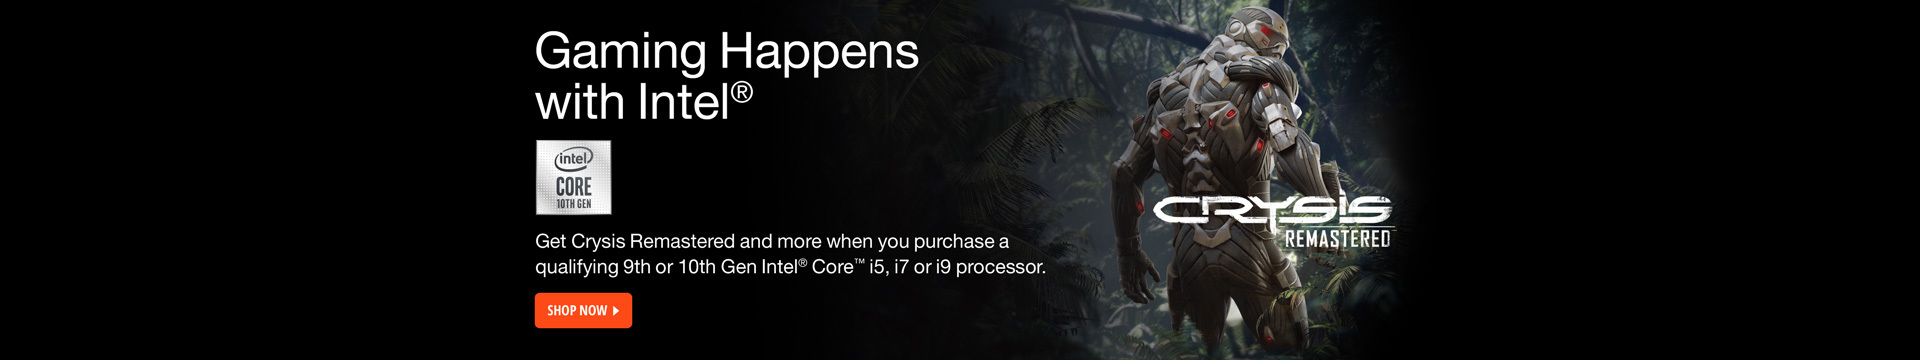 Gaming Happens
with Intel®
intel
CORE
10TH GEN
Get Crysis Remastered and more when you purchase a
qualifying 9th or 10th Gen Intel® Core™ i5, i7 or i9 processor.
SHOP NOW
CRYSIS
REMASTERED